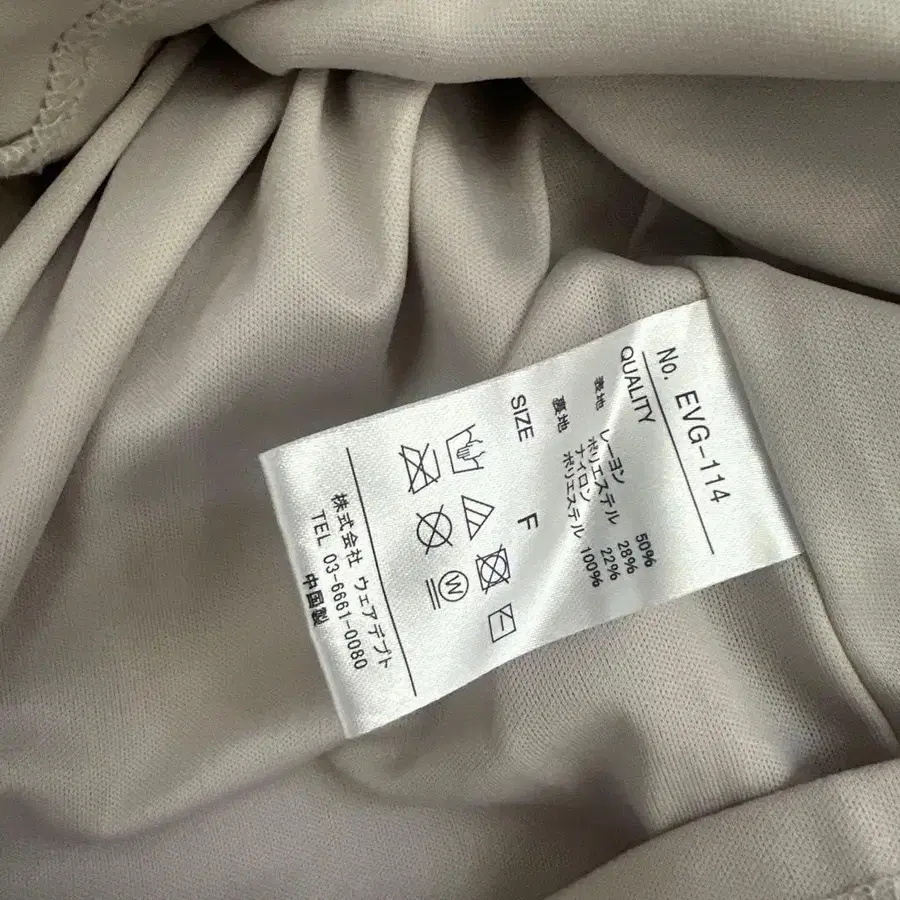 No. EVG-114
QUALITY
表地 レーヨン 50%
ポリエステル 28%
ナイロン 22%
裏地 ポリエステル 100%
SIZE F
W
株式会社 ウェアデプト
TEL 03-6661-0080
中国製